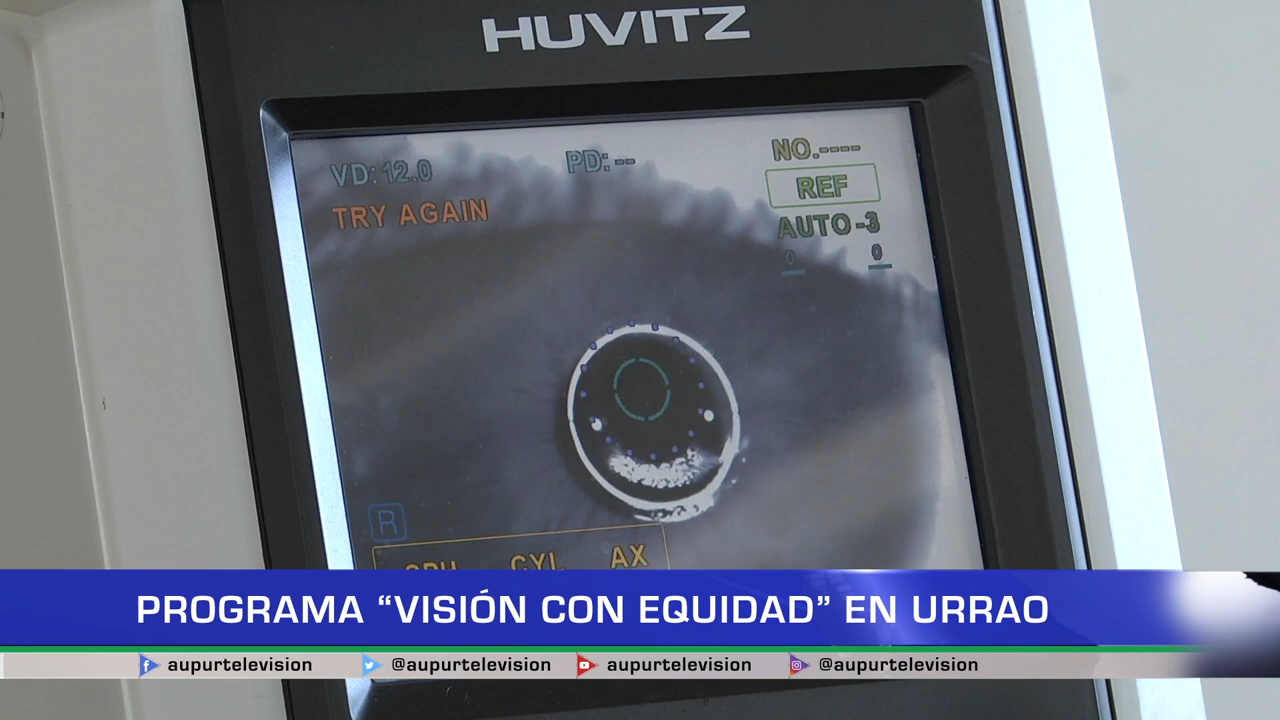 HUVITZ
VD: 12.0
PD: --
NO.----
TRY AGAIN
REF
AUTO -3
0 0
R
SPH CYL AX
PROGRAMA “VISIÓN CON EQUIDAD” EN URRAO
aupurtelevision @aupurtelevision aupurtelevision @aupurtelevision